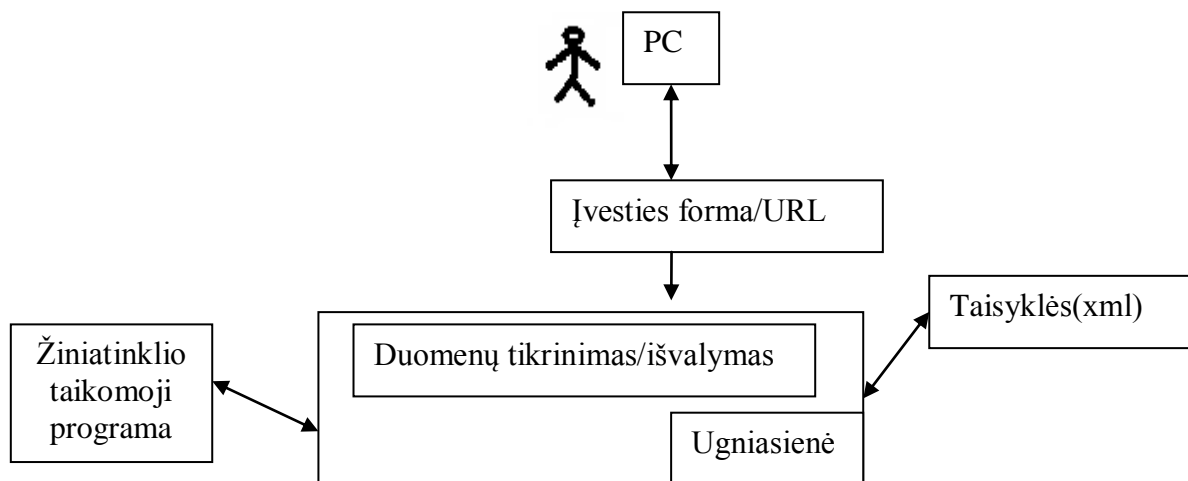 PC
Įvesties forma/URL
Taisyklės(xml)
Žiniatinklio
taikomoji
programa
Duomenų tikrinimas/išvalymas
Ugniasienė